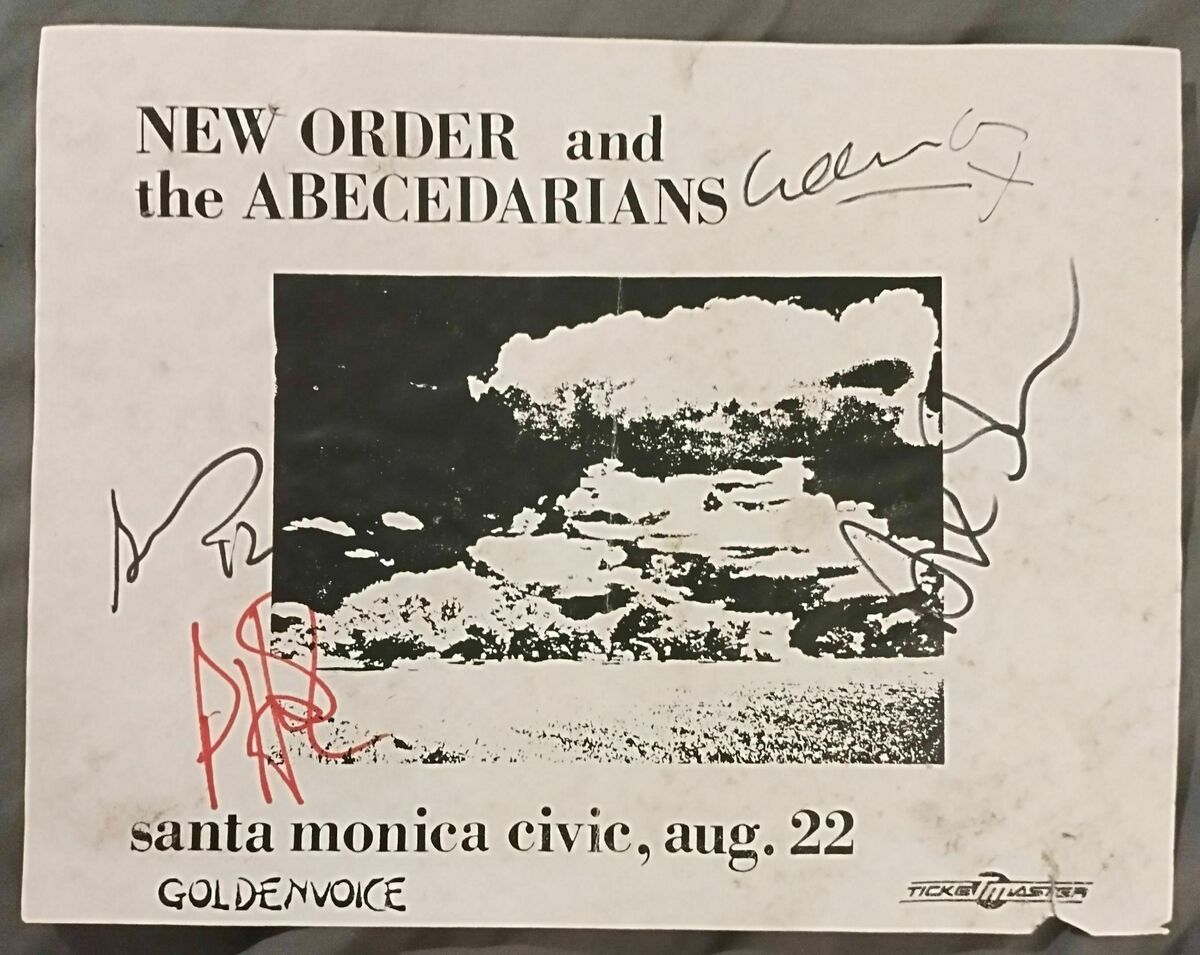 NEW ORDER and
the ABECEDARIANS
santa monica civic, aug. 22
GOLDENVOICE
TICKETMASTER